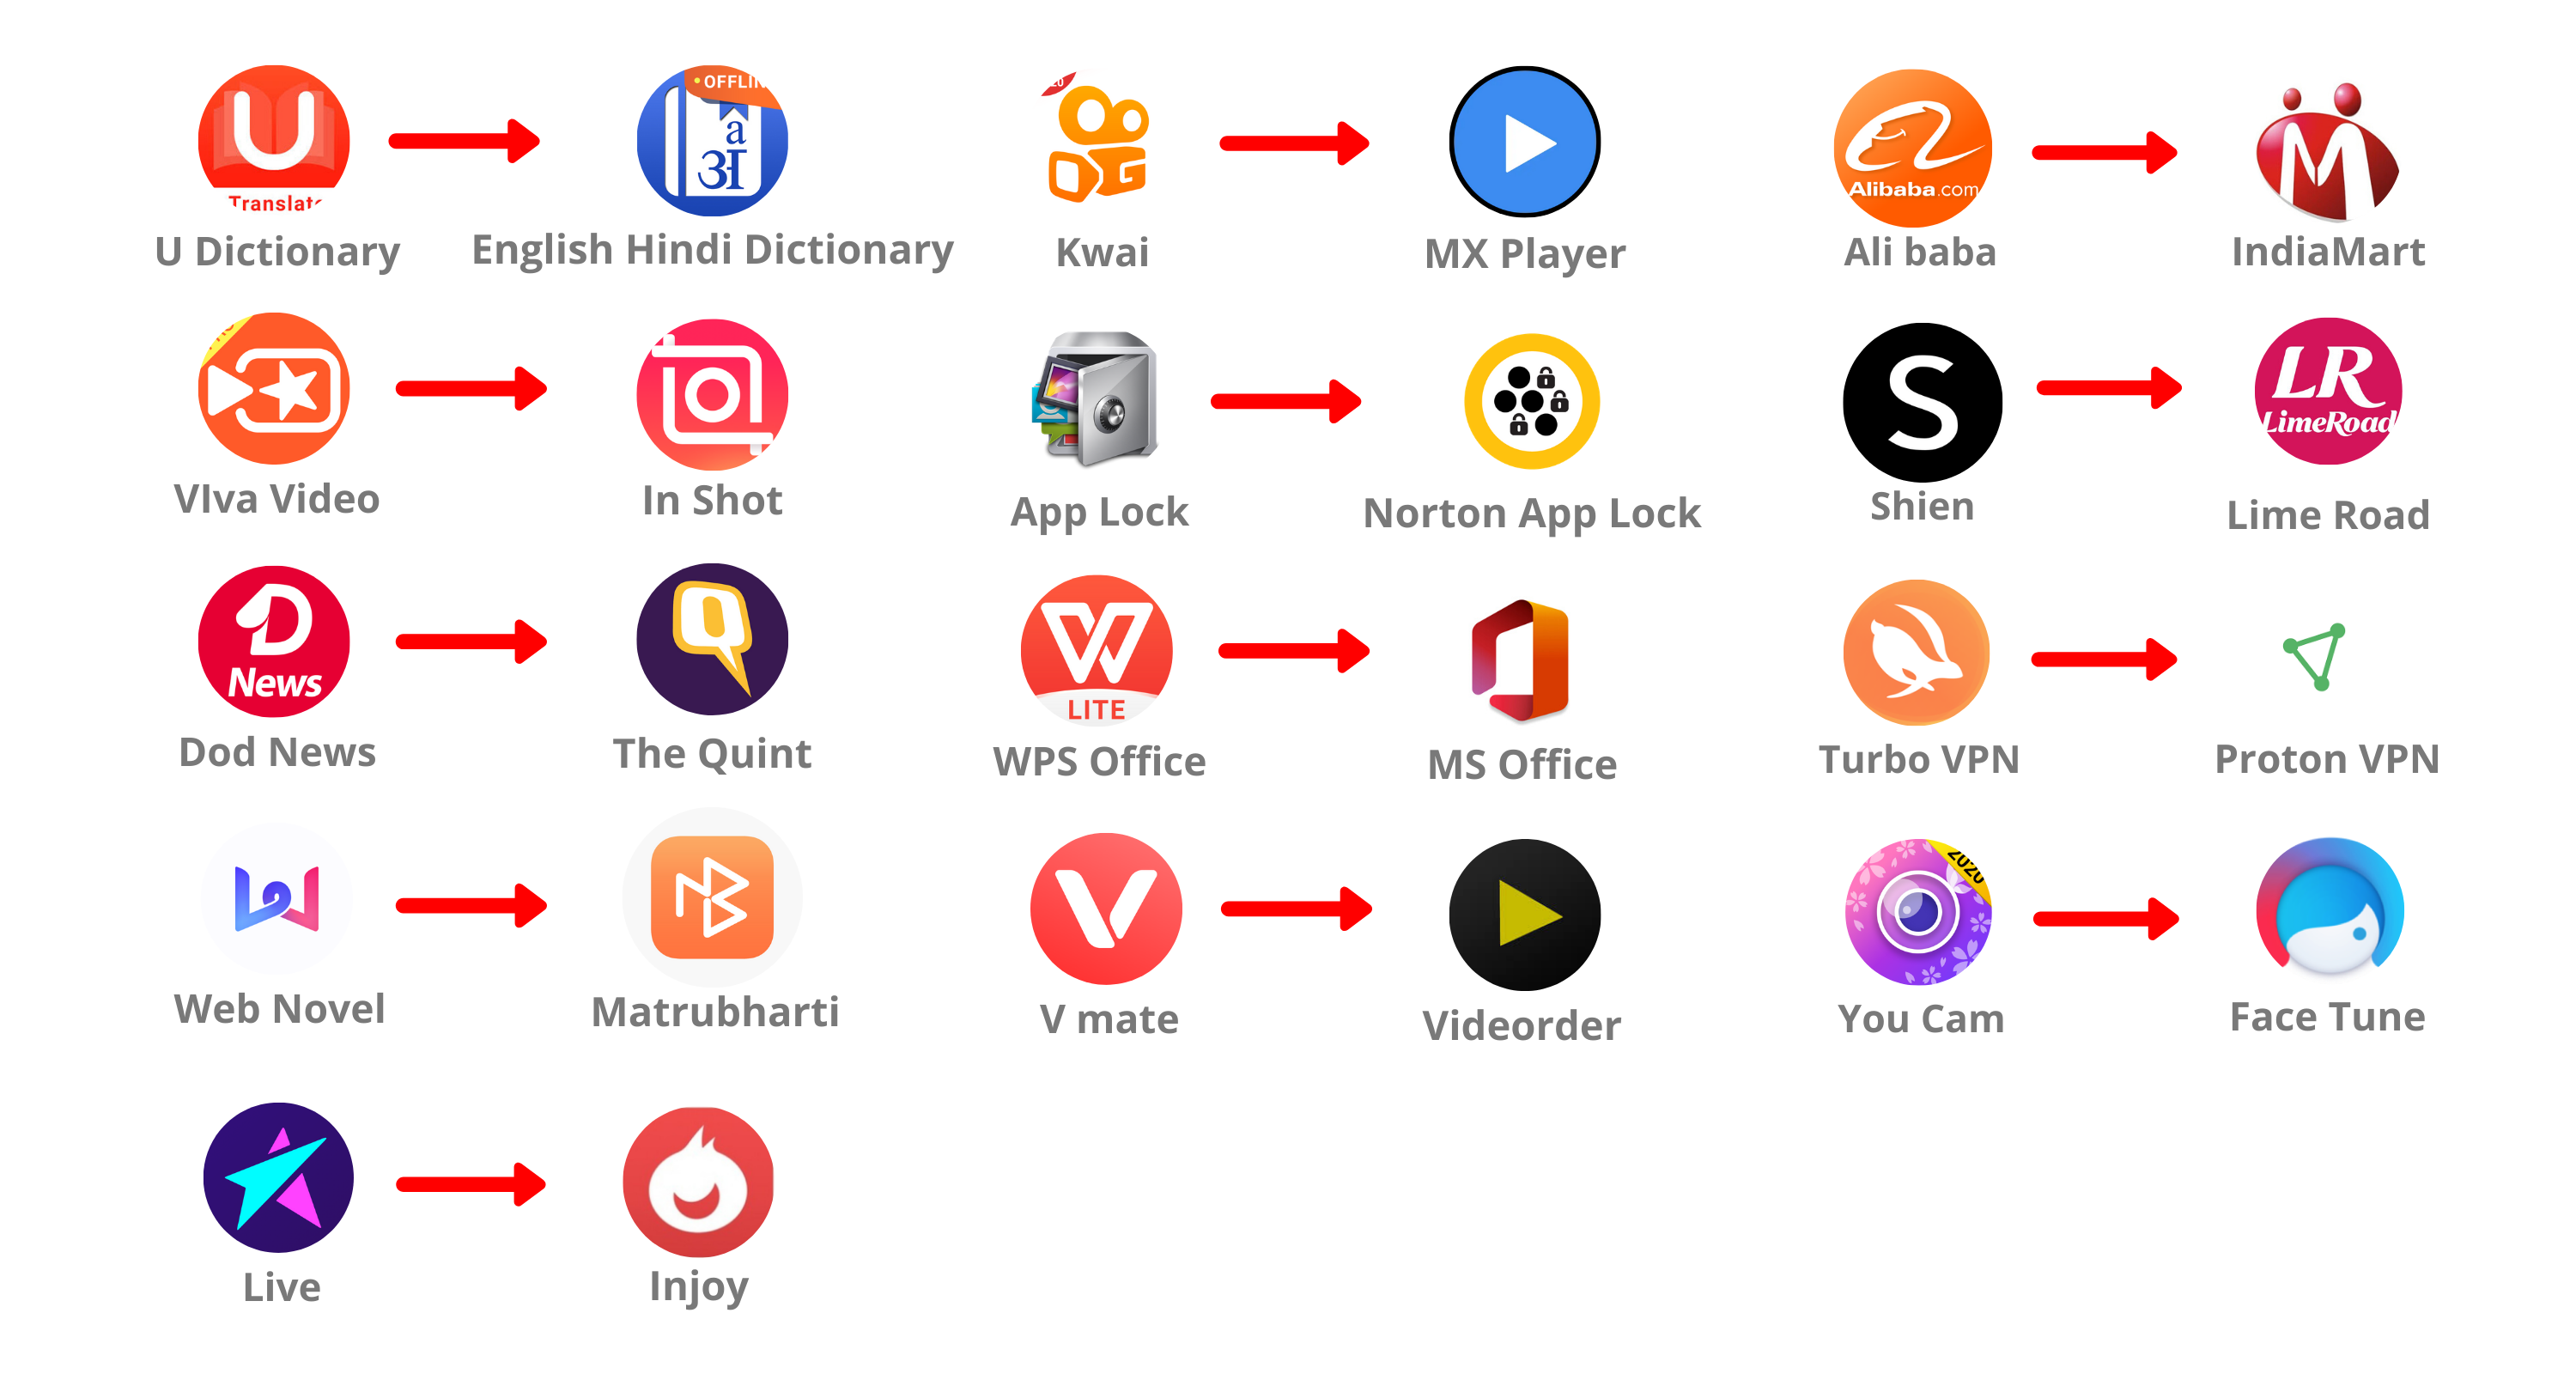 U
Translate
U Dictionary
OFFLIN
a
अ
English Hindi Dictionary
Kwai
MX Player
Alibaba.com
Ali baba
M
IndiaMart
VIva Video
In Shot
App Lock
Norton App Lock
S
Shien
LR
LimeRoad
Lime Road
D
News
Dod News
Q
The Quint
W
LITE
WPS Office
MS Office
Turbo VPN
Proton VPN
Web Novel
Matrubharti
V mate
Videorder
2020
You Cam
Face Tune
Live
Injoy